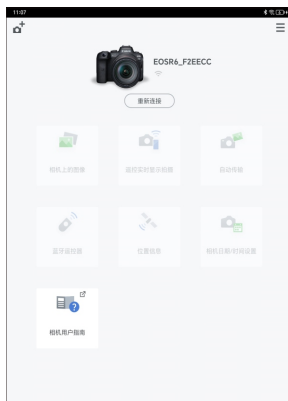 11:07
EOSR6_F2EECC
重新连接
相机上的图像
遥控实时显示拍摄
自动传输
蓝牙遥控器
位置信息
相机日期/时间设置
相机用户指南